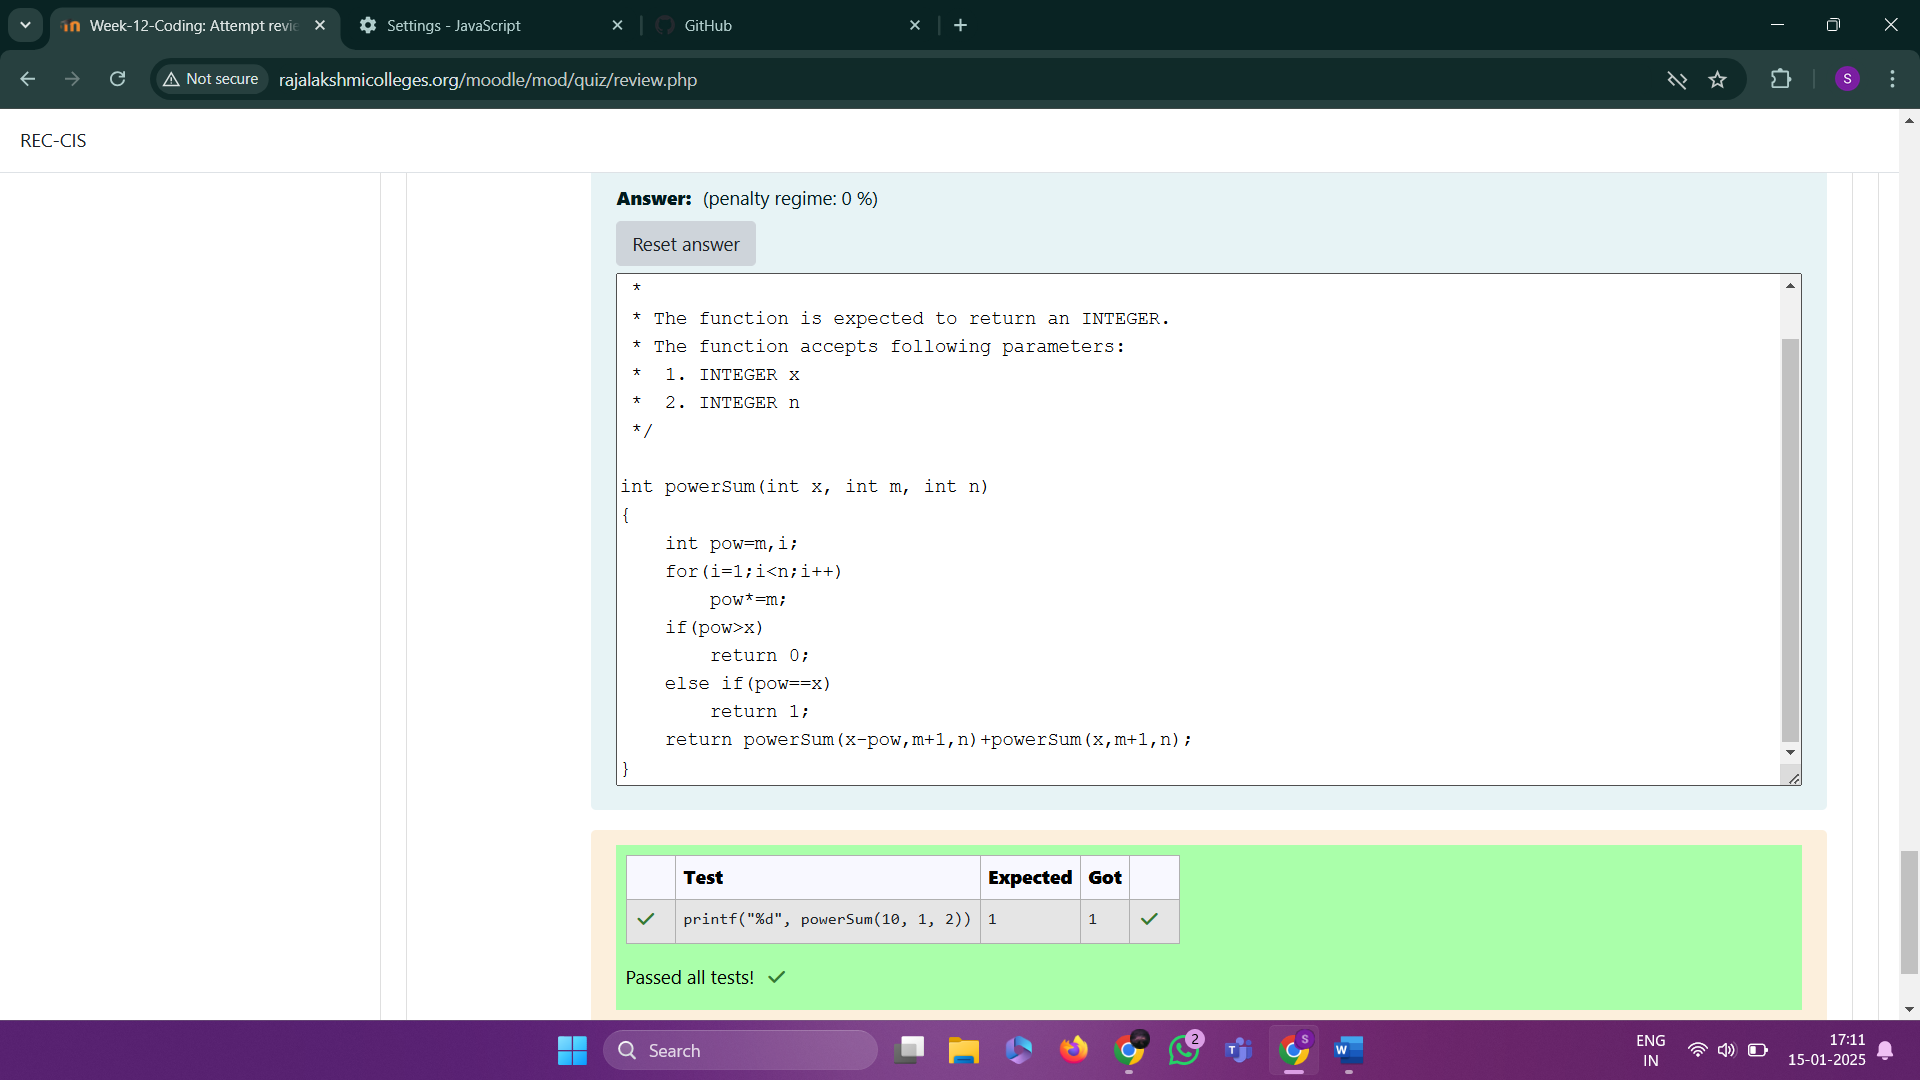 Week-12-Coding: Attempt revie
Settings - JavaScript
GitHub
Not secure
rajalakshmicolleges.org/moodle/mod/quiz/review.php
S
REC-CIS
Answer: (penalty regime: 0 %)
Reset answer
*
* The function is expected to return an INTEGER.
* The function accepts following parameters:
*  1. INTEGER x
*  2. INTEGER n
*/
int powerSum(int x, int m, int n)
{
    int pow=m,i;
    for(i=1;i<n;i++)
        pow*=m;
    if(pow>x)
        return 0;
    else if(pow==x)
        return 1;
    return powerSum(x-pow,m+1,n)+powerSum(x,m+1,n);
}
Test Expected Got
printf("%d", powerSum(10, 1, 2)) 1 1
Passed all tests!
Search
2
T
S
W
ENG
IN
17:11
15-01-2025